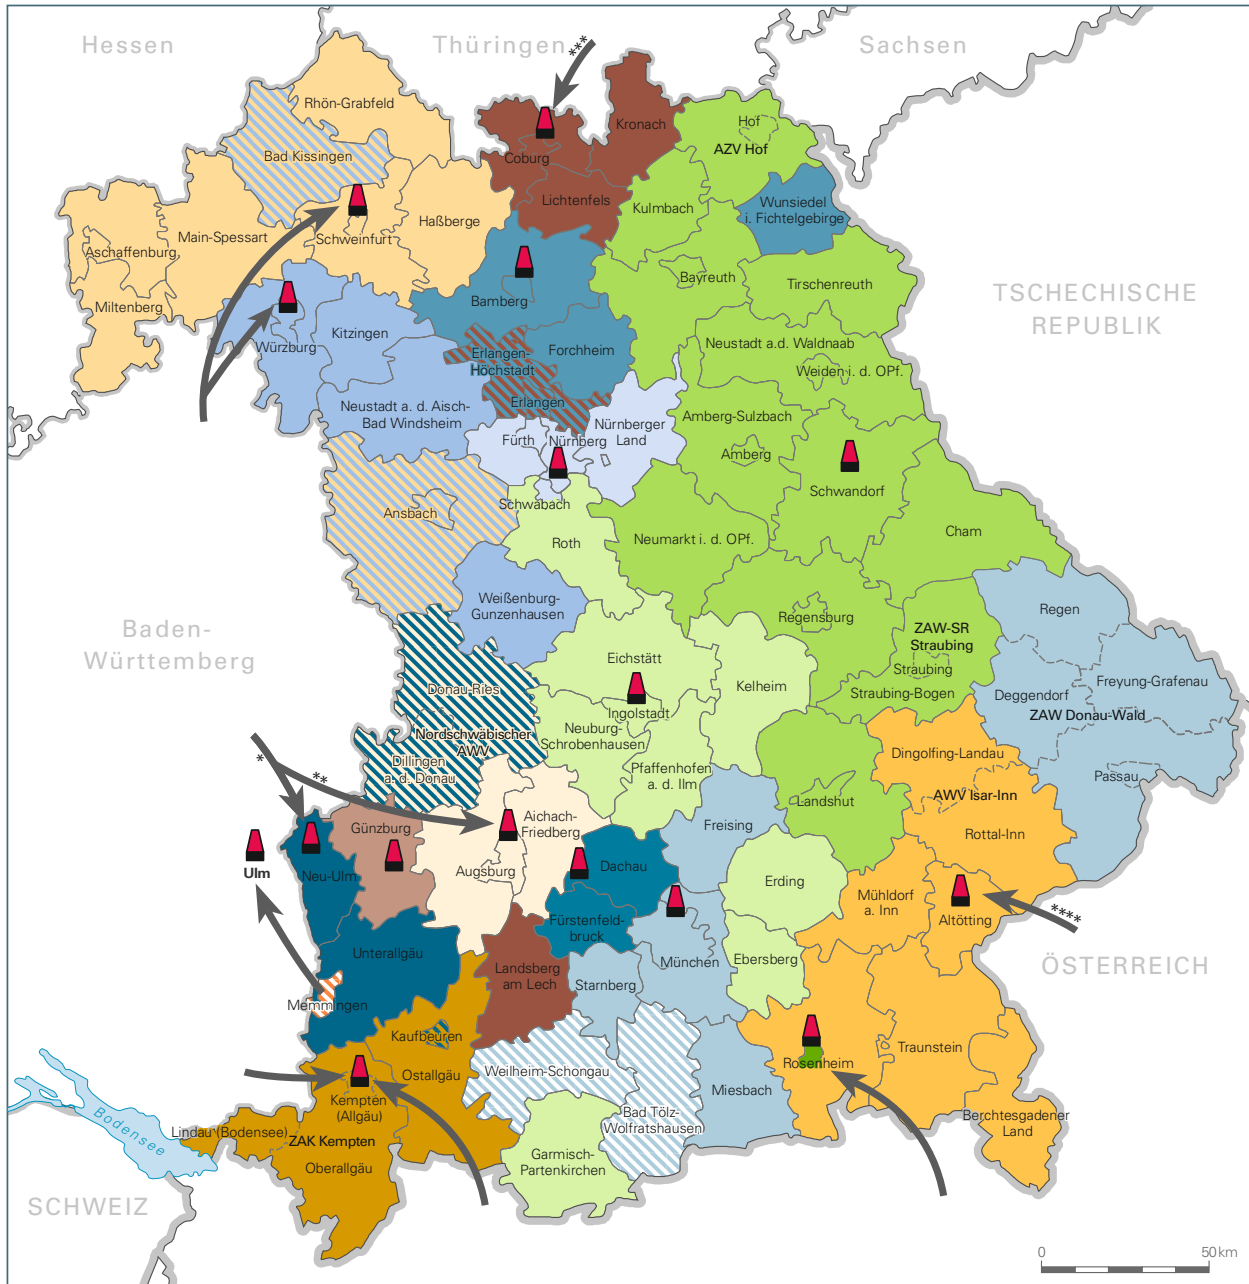 Hessen
Thüringen
***
Sachsen
Rhön-Grabfeld
Kronach
Hof
AZV Hof
Bad Kissingen
Coburg
Lichtenfels
Kulmbach
Wunsiedel
i. Fichtelgebirge
Haßberge
Main-Spessart
Schweinfurt
Aschaffenburg
Bayreuth
Tirschenreuth
TSCHECHISCHE
REPUBLIK
Miltenberg
Bamberg
Kitzingen
Würzburg
Forchheim
Erlangen-
Höchstadt
Neustadt a.d. Waldnaab
Weiden i. d. OPf.
Erlangen
Neustadt a. d. Aisch-
Bad Windsheim
Nürnberger
Land
Fürth
Nürnberg
Amberg-Sulzbach
Amberg
Schwandorf
Schwabach
Ansbach
Roth
Neumarkt i. d. OPf.
Cham
Weißenburg-
Gunzenhausen
Regen
Regensburg
Baden-
Württemberg
ZAW-SR
Straubing
Straubing
Straubing-Bogen
Eichstätt
Kelheim
Freyung-Grafenau
Deggendorf
ZAW Donau-Wald
Donau-Ries
Ingolstadt
Neuburg-
Schrobenhausen
Nordschwäbischer
AWV
Dillingen
a. d. Donau
Dingolfing-Landau
*
**
Pfaffenhofen
a. d. Ilm
Passau
AWV Isar-Inn
Landshut
Rottal-Inn
Günzburg
Aichach-
Friedberg
Freising
Ulm
Neu-Ulm
Augsburg
Dachau
Erding
Mühldorf
a. Inn
Altötting
****
Fürstenfeld-
bruck
Unterallgäu
München
Ebersberg
Landsberg
am Lech
Starnberg
ÖSTERREICH
Memmingen
Kaufbeuren
Traunstein
Rosenheim
Ostallgäu
Weilheim-Schongau
Miesbach
Kempten
(Allgäu)
Bad Tölz-
Wolfratshausen
Berchtesgadener
Land
Bodensee
Lindau (Bodensee)
ZAK Kempten
Oberallgäu
Garmisch-
Partenkirchen
SCHWEIZ
0
50 km